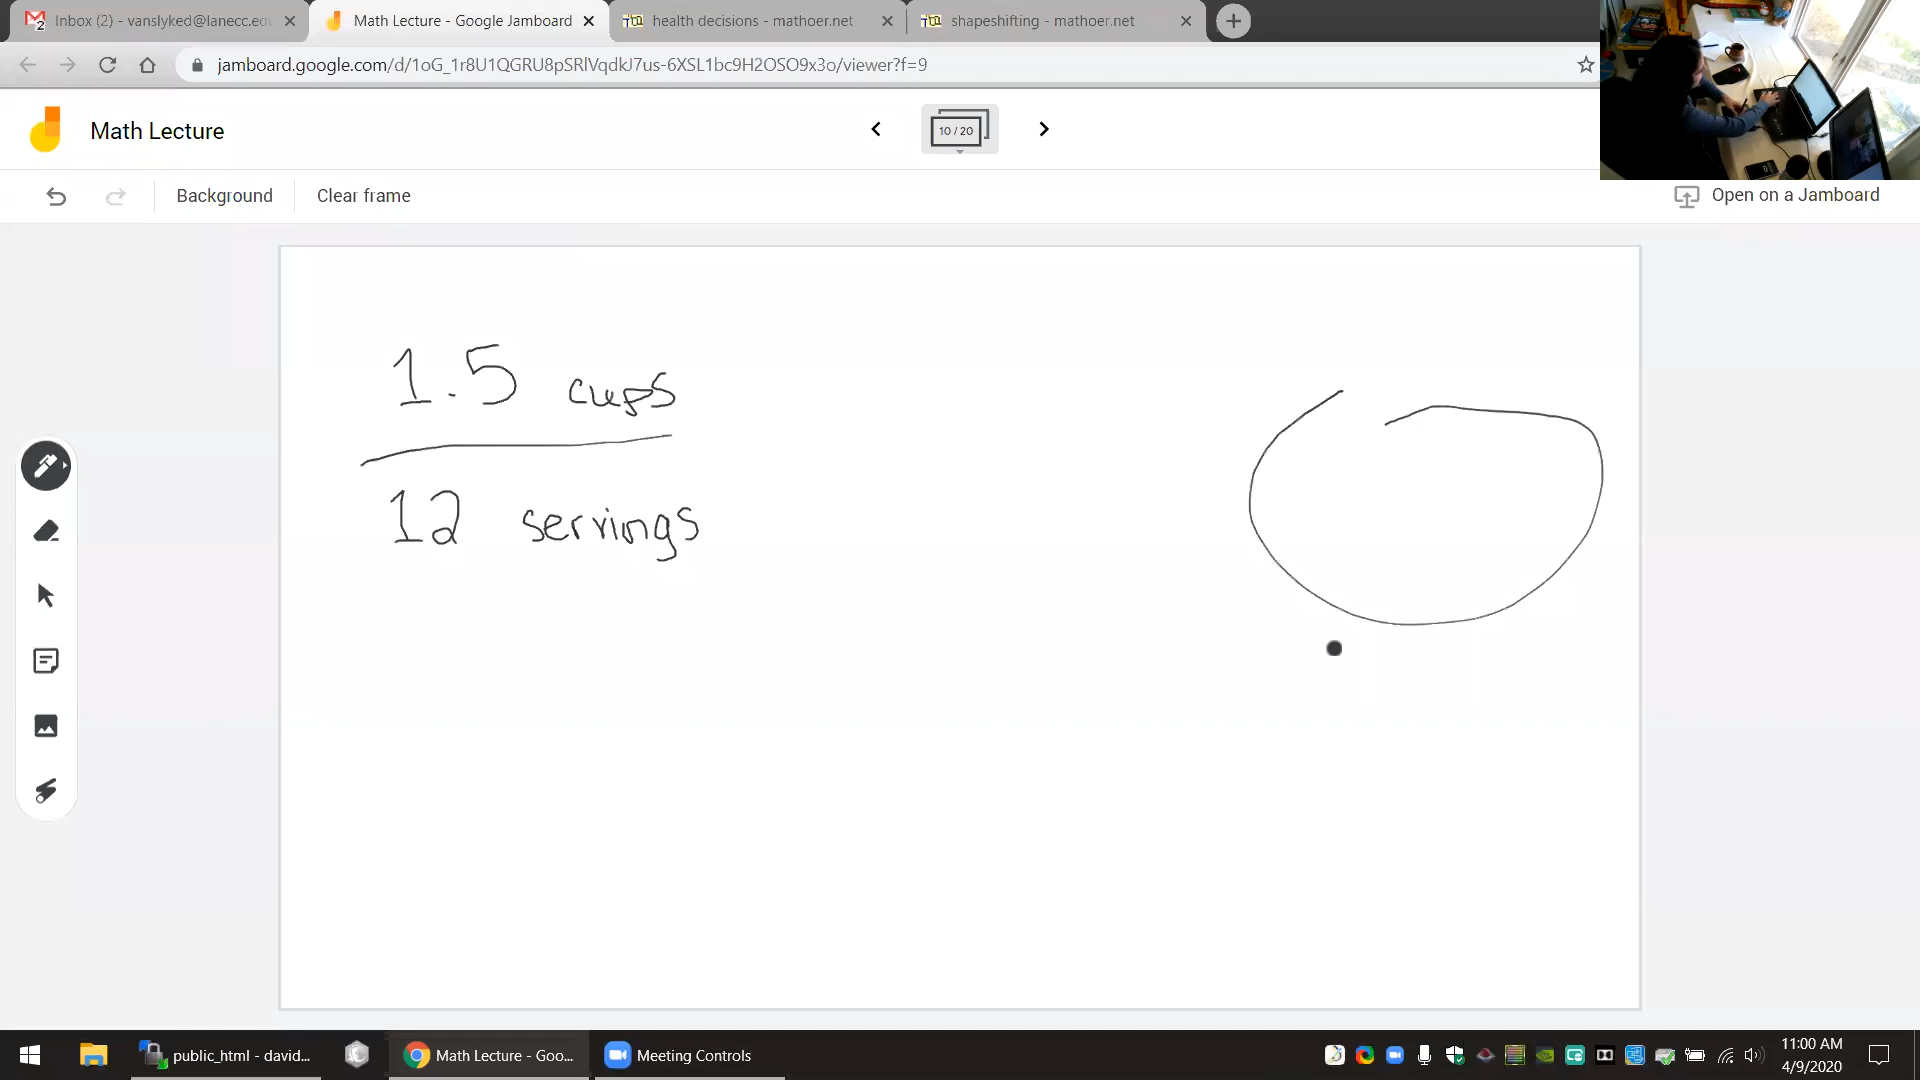 Inbox (2) - vanslyked@lanecc.edu
Math Lecture - Google Jamboard
health decisions - mathoer.net
shapeshifting - mathoer.net
jamboard.google.com/d/1oG_1r8U1QGRU8pSRlVqdkJ7us-6XSL1bc9H2OSO9x3o/viewer?f=9
Math Lecture
10 / 20
Background
Clear frame
Open on a Jamboard
1.5 cups
12 servings
public_html - david...
Math Lecture - Goo...
Meeting Controls
11:00 AM
4/9/2020